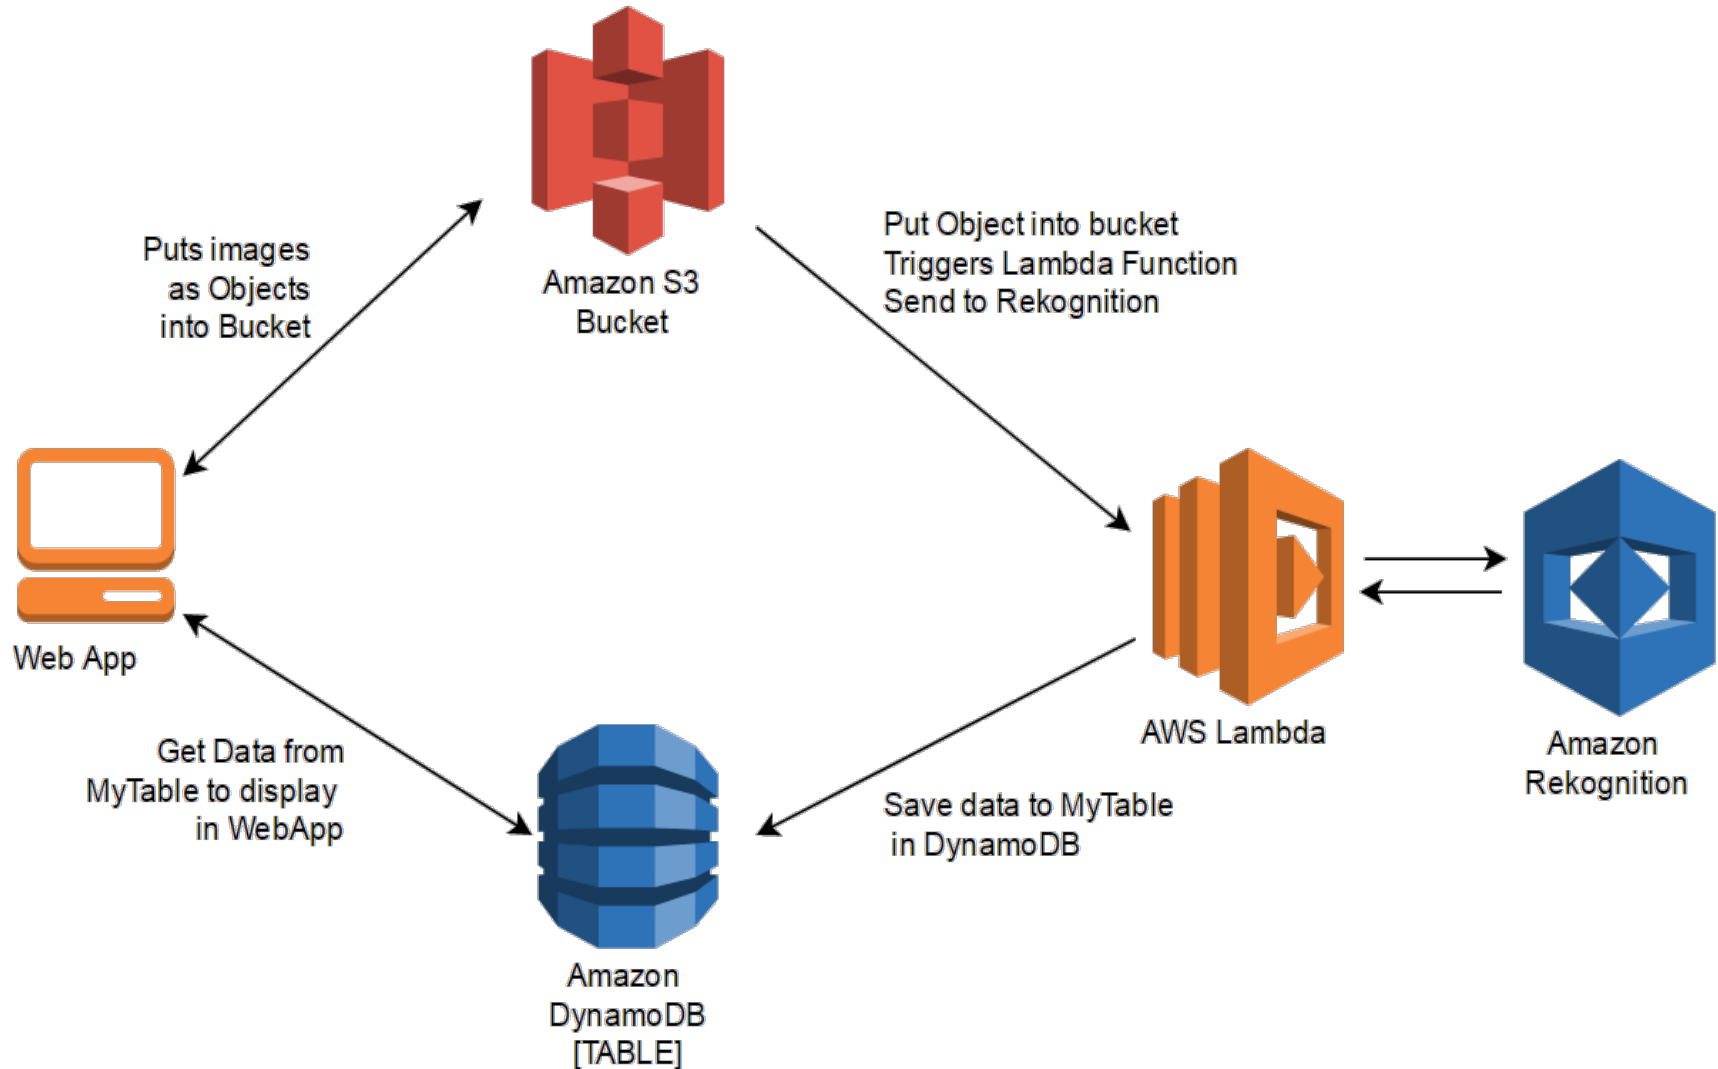 Puts images
as Objects
into Bucket
Amazon S3
Bucket
Put Object into bucket
Triggers Lambda Function
Send to Rekognition
Web App
AWS Lambda
Amazon
Rekognition
Get Data from
MyTable to display
in WebApp
Save data to MyTable
in DynamoDB
Amazon
DynamoDB
[TABLE]